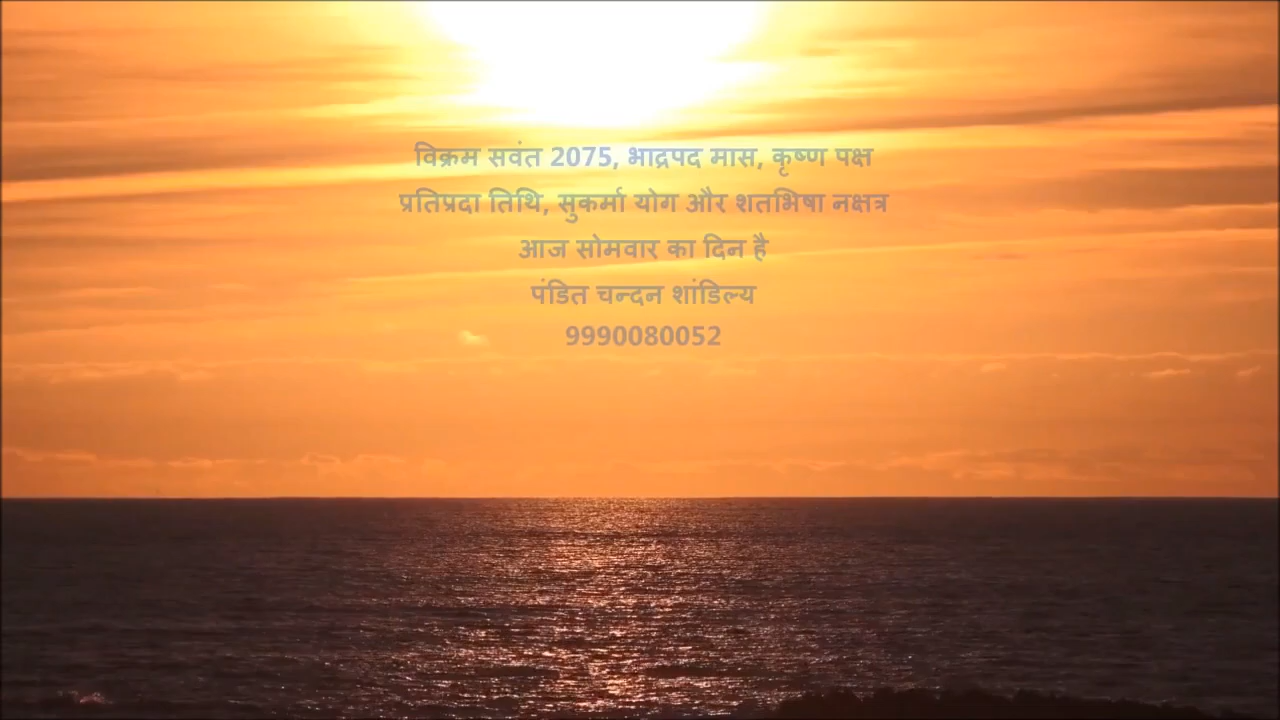 विक्रम सवंत 2075, भाद्रपद मास, कृष्ण पक्ष
प्रतिप्रदा तिथि, सुकर्मा योग और शतभिषा नक्षत्र
आज सोमवार का दिन है
पंडित चन्दन शांडिल्य
9990080052